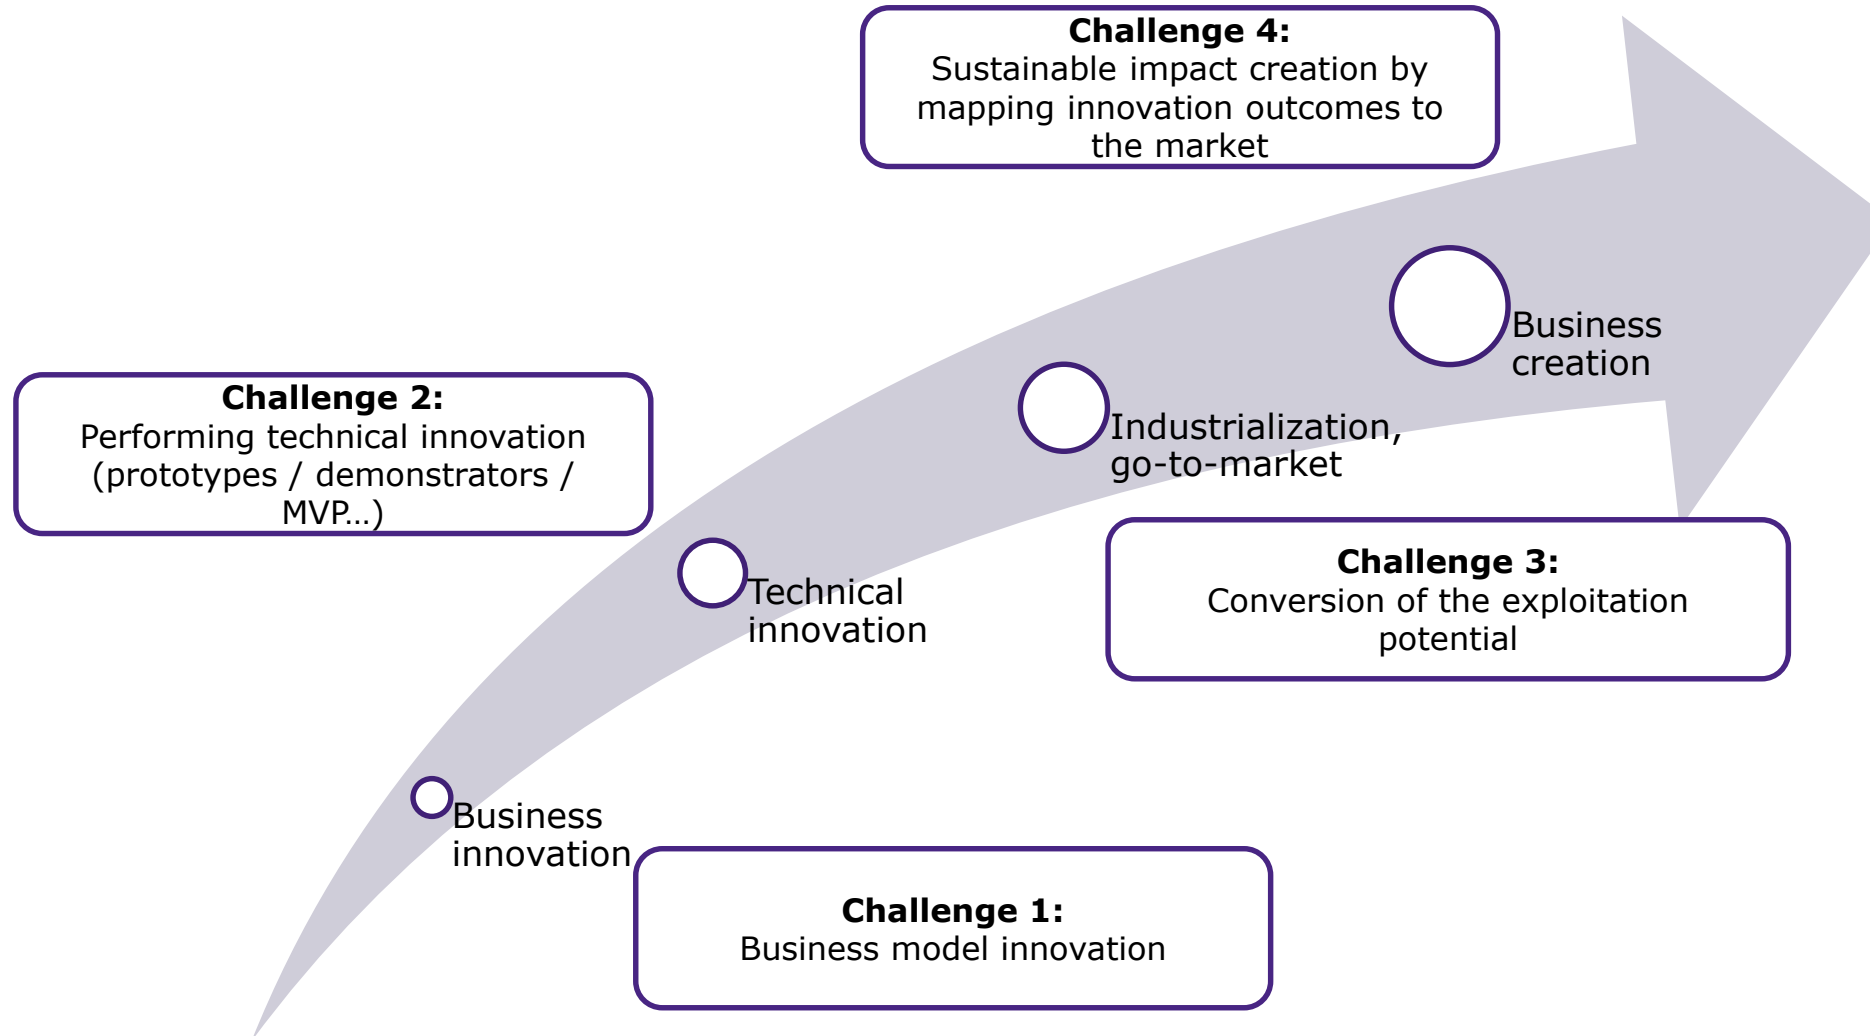 Challenge 4:
Sustainable impact creation by
mapping innovation outcomes to
the market
Business
creation
Challenge 2:
Performing technical innovation
(prototypes / demonstrators /
MVP…)
Industrialization,
go-to-market
Challenge 3:
Conversion of the exploitation
potential
Technical
innovation
Business
innovation
Challenge 1:
Business model innovation